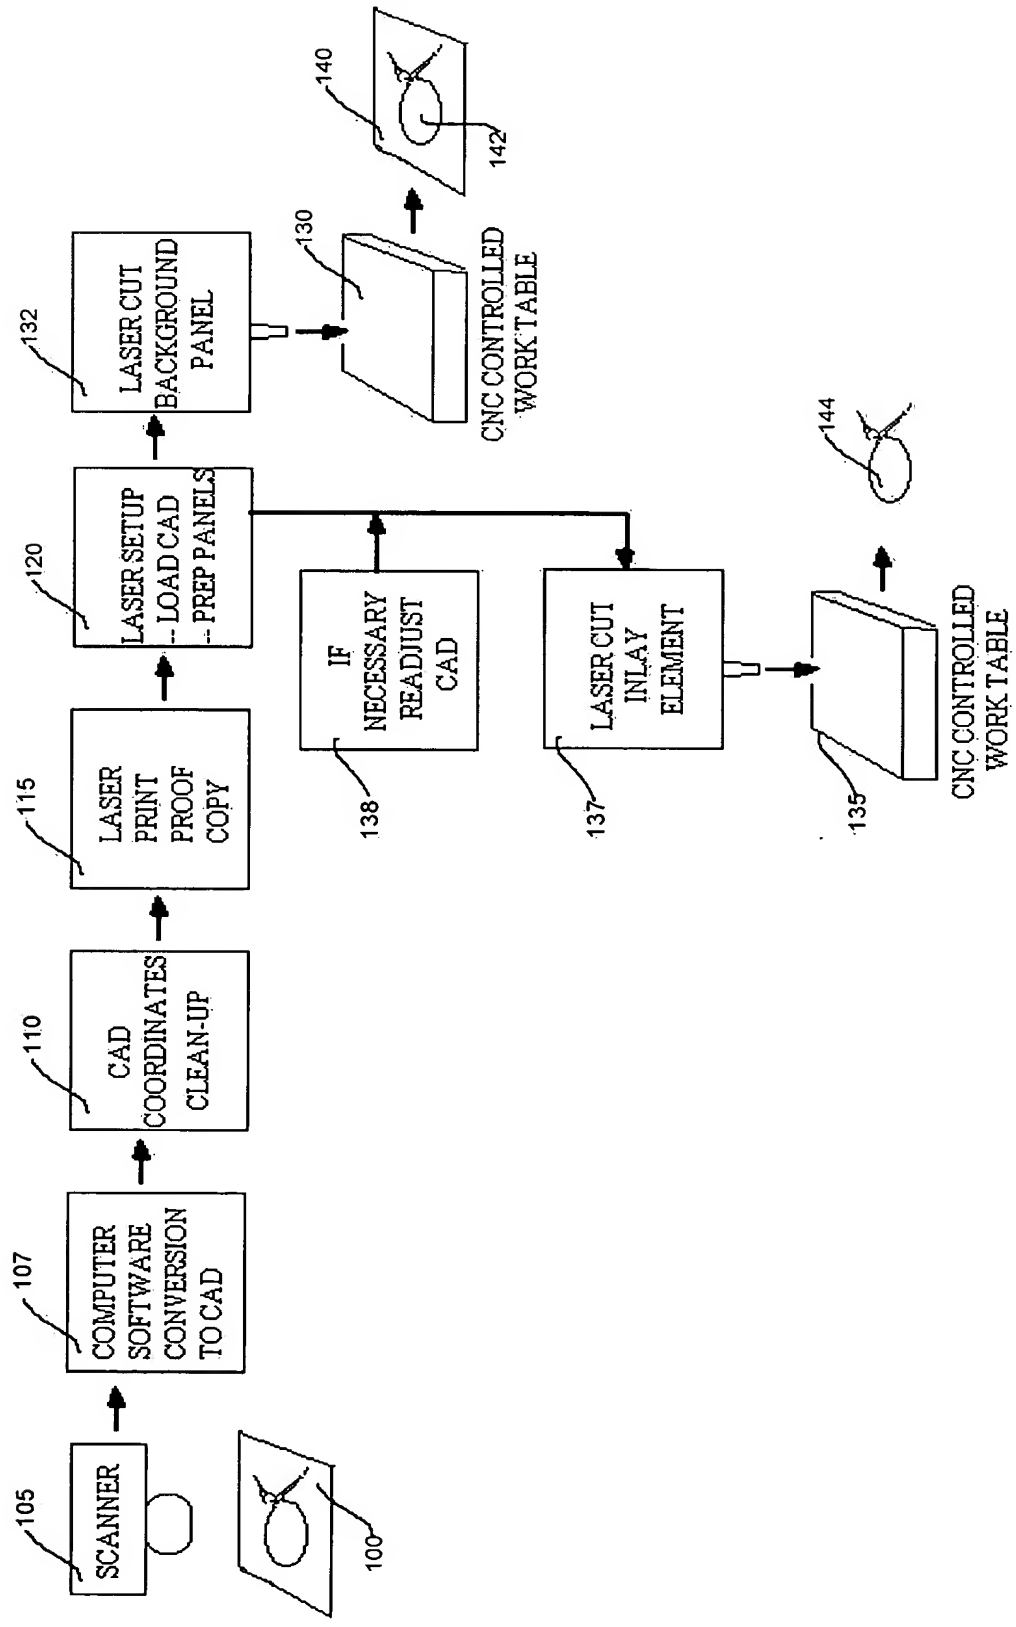 105
SCANNER
100
107
COMPUTER
SOFTWARE
CONVERSION
TO CAD
110
CAD
COORDINATES
CLEAN-UP
115
LASER
PRINT
PROOF
COPY
120
LASER SETUP
-- LOAD CAD
-- PREP PANELS
132
LASER CUT
BACKGROUND
PANEL
130
CNC CONTROLLED
WORK TABLE
140
142
138
IF
NECESSARY
READJUST
CAD
137
LASER CUT
INLAY
ELEMENT
135
CNC CONTROLLED
WORK TABLE
144